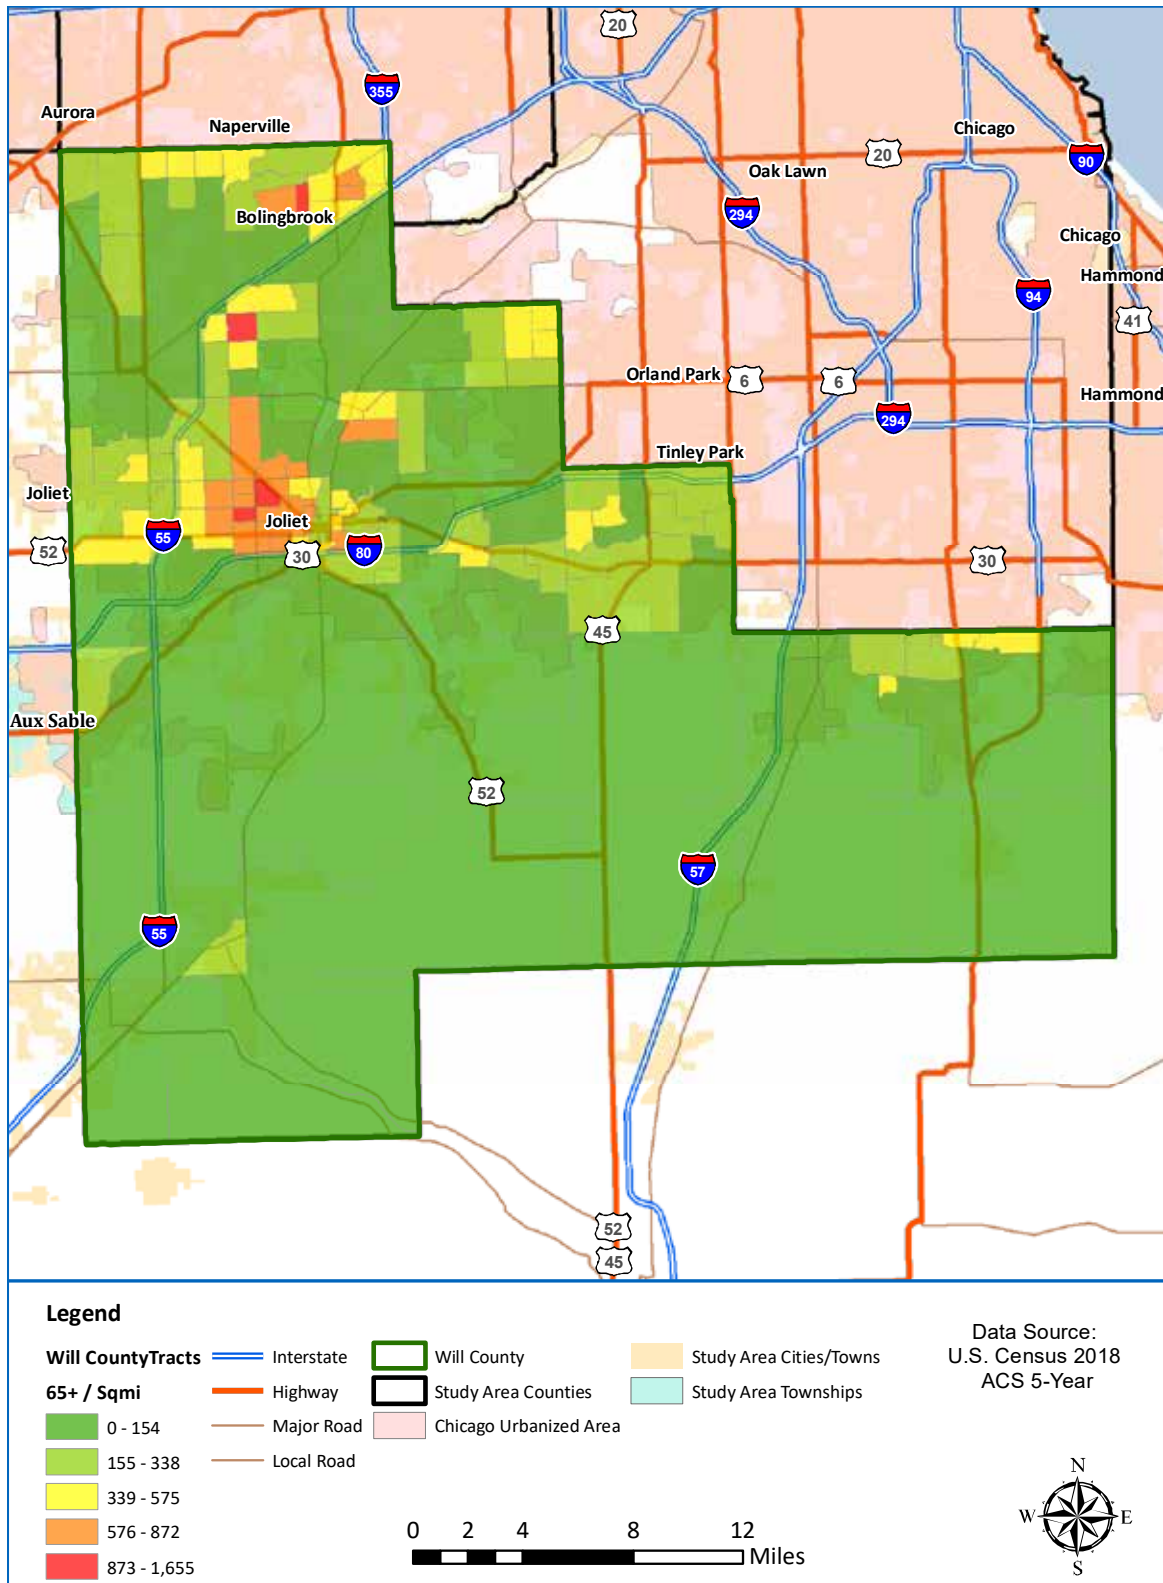 20
355
Aurora
Naperville
Chicago
20
90
Oak Lawn
294
Bolingbrook
Chicago
Hammond
94
41
Orland Park
6
6
Hammond
294
Tinley Park
Joliet
Joliet
55
52
30
80
30
45
Aux Sable
52
57
55
52
45
Legend
Will CountyTracts
65+ / Sqmi
0 - 154
155 - 338
339 - 575
576 - 872
873 - 1,655
Interstate
Highway
Major Road
Local Road
Will County
Study Area Counties
Chicago Urbanized Area
Study Area Cities/Towns
Study Area Townships
0 2 4 8 12
Miles
Data Source:
U.S. Census 2018
ACS 5-Year
N
W E
S